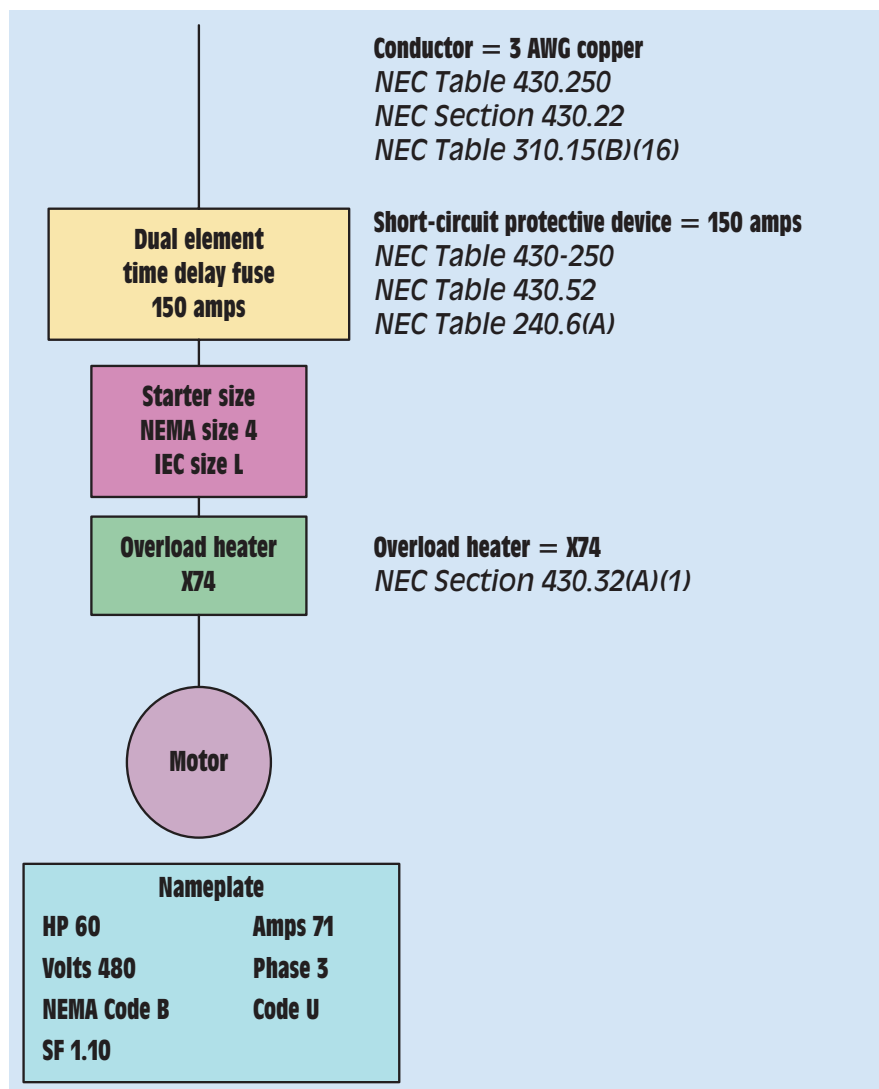 Conductor = 3 AWG copper
NEC Table 430.250
NEC Section 430.22
NEC Table 310.15(B)(16)
Dual element
time delay fuse
150 amps
Short-circuit protective device = 150 amps
NEC Table 430-250
NEC Table 430.52
NEC Table 240.6(A)
Starter size
NEMA size 4
IEC size L
Overload heater
X74
Overload heater = X74
NEC Section 430.32(A)(1)
Motor
Nameplate
HP 60 Amps 71
Volts 480 Phase 3
NEMA Code B Code U
SF 1.10